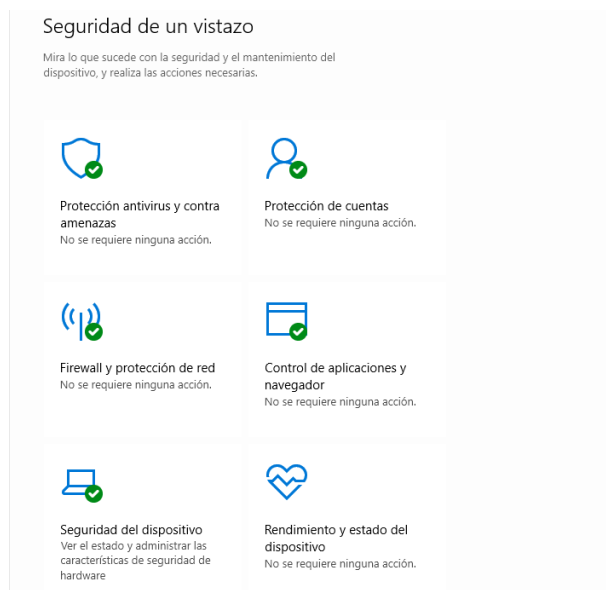 Seguridad de un vistazo
Mira lo que sucede con la seguridad y el mantenimiento del
dispositivo, y realiza las acciones necesarias.
Protección antivirus y contra
amenazas
No se requiere ninguna acción.
Protección de cuentas
No se requiere ninguna acción.
Firewall y protección de red
No se requiere ninguna acción.
Control de aplicaciones y
navegador
No se requiere ninguna acción.
Seguridad del dispositivo
Ver el estado y administrar las
características de seguridad de
hardware
Rendimiento y estado del
dispositivo
No se requiere ninguna acción.